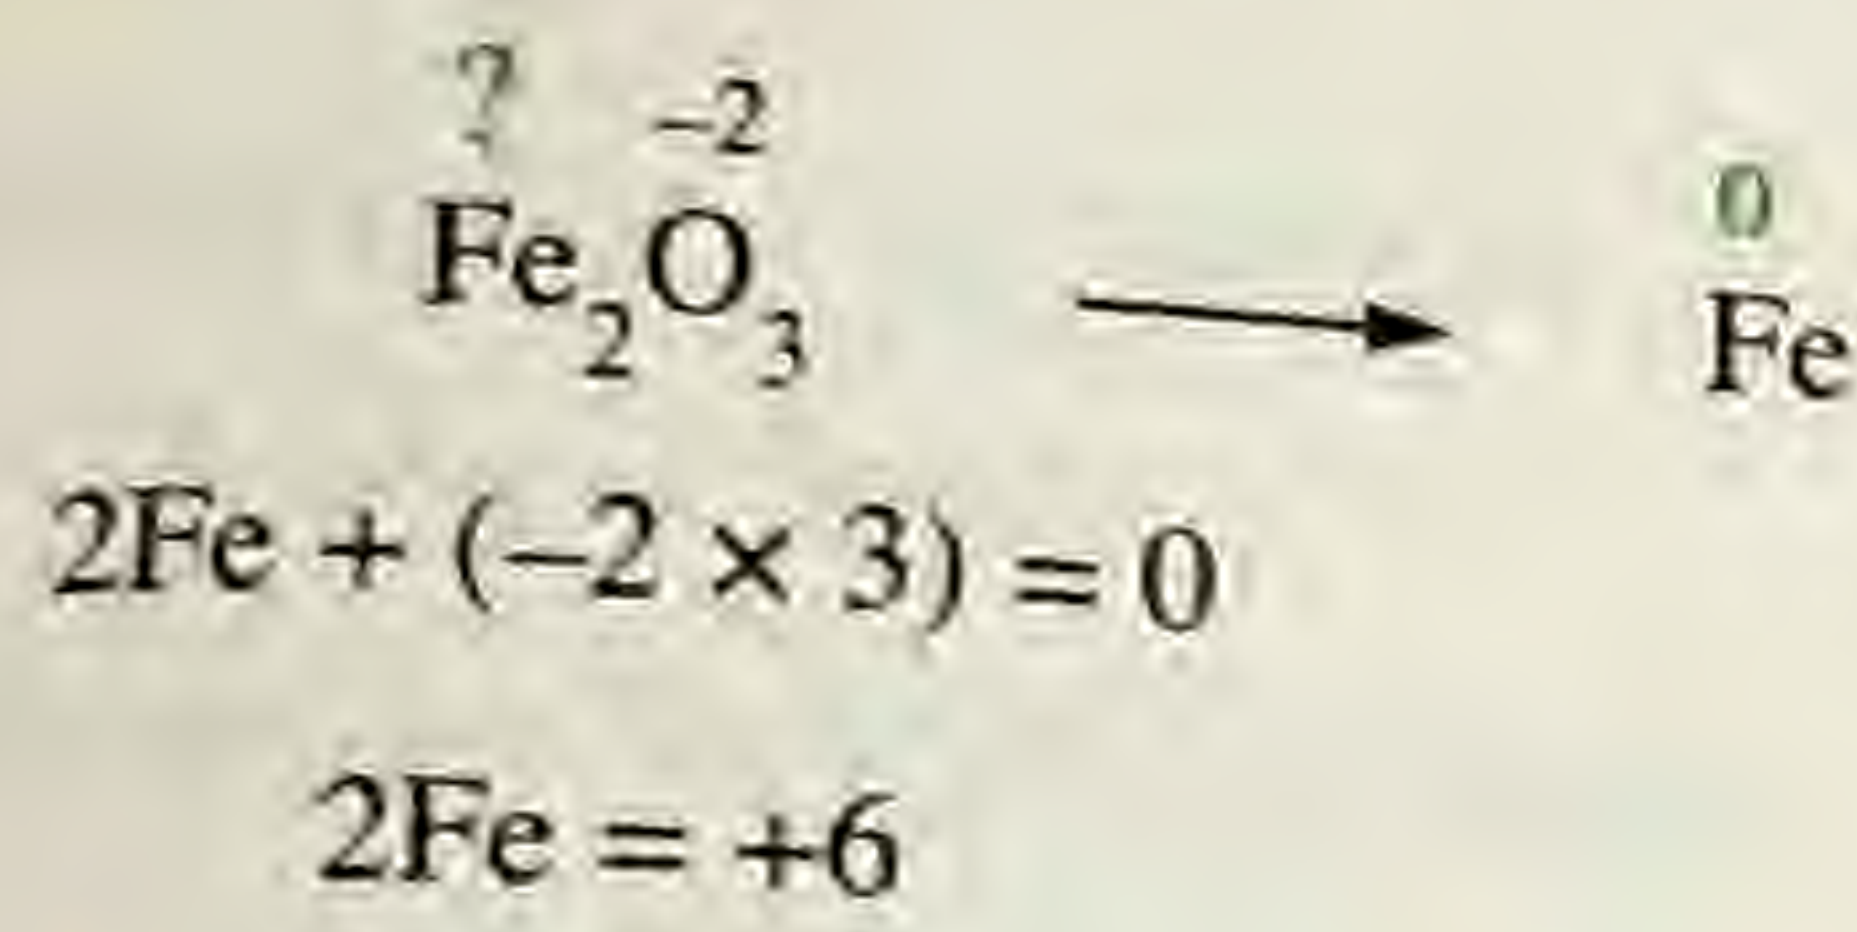 ? –2
Fe₂O₃ ⟶ Fe
0
2Fe + (–2 × 3) = 0
2Fe = +6